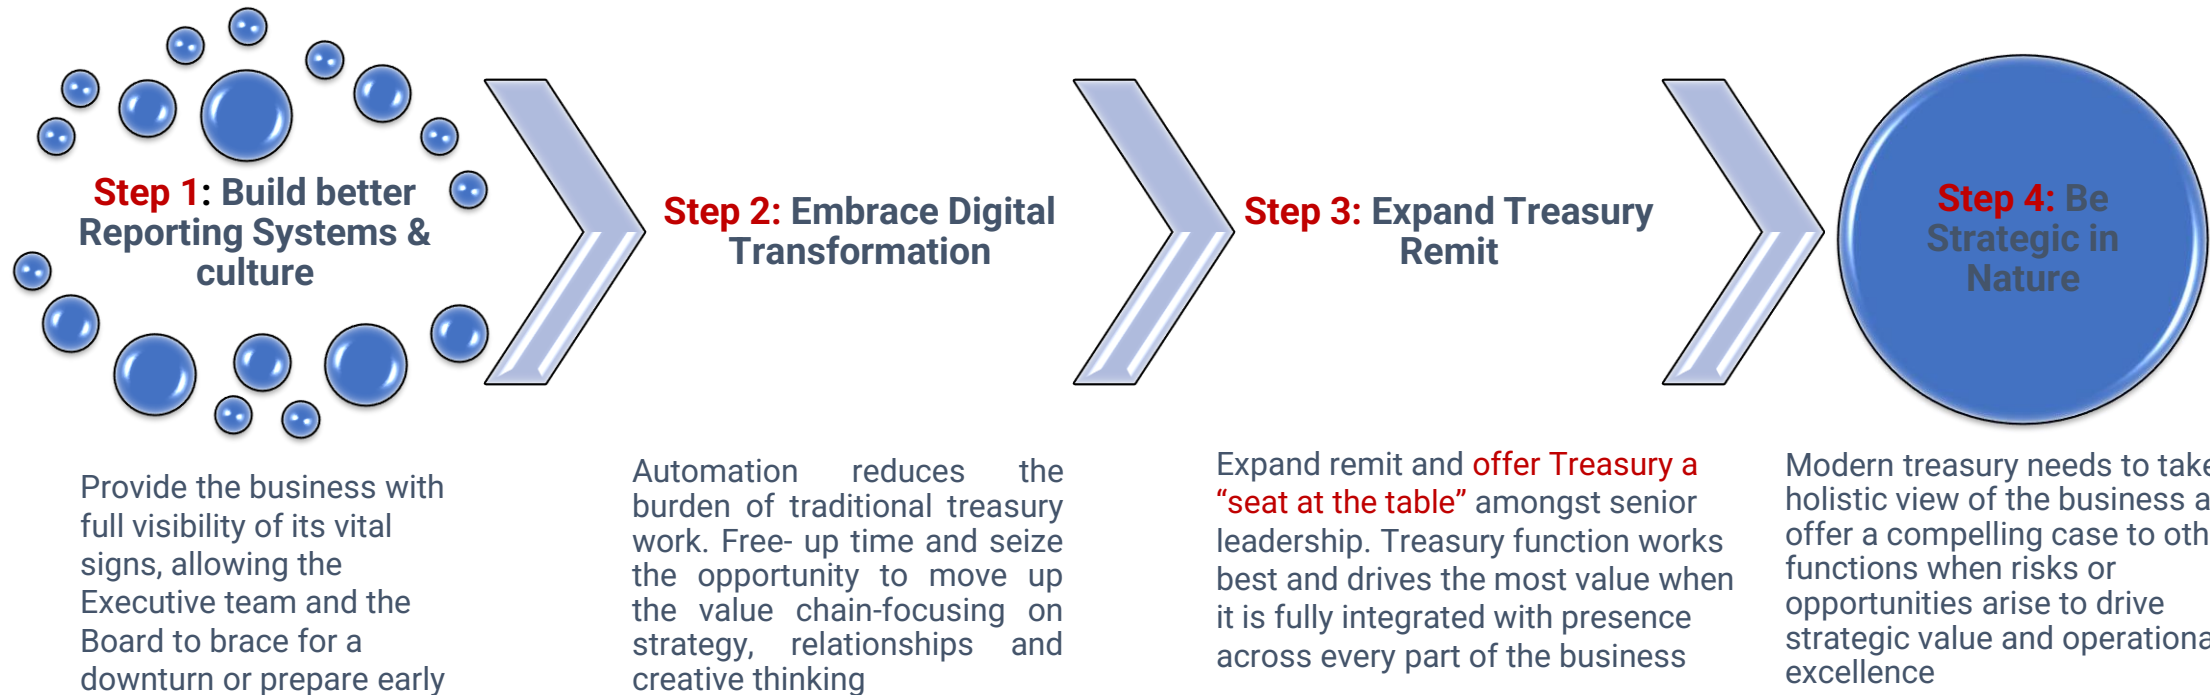 Step 1: Build better
Reporting Systems &
culture
Provide the business with
full visibility of its vital
signs, allowing the
Executive team and the
Board to brace for a
downturn or prepare early
Step 2: Embrace Digital
Transformation
Automation reduces the
burden of traditional treasury
work. Free- up time and seize
the opportunity to move up
the value chain-focusing on
strategy, relationships and
creative thinking
Step 3: Expand Treasury
Remit
Expand remit and offer Treasury a
“seat at the table” amongst senior
leadership. Treasury function works
best and drives the most value when
it is fully integrated with presence
across every part of the business
Step 4: Be
Strategic in
Nature
Modern treasury needs to take
holistic view of the business
offer a compelling case to
functions when risks or
opportunities arise to drive
strategic value and
excellence